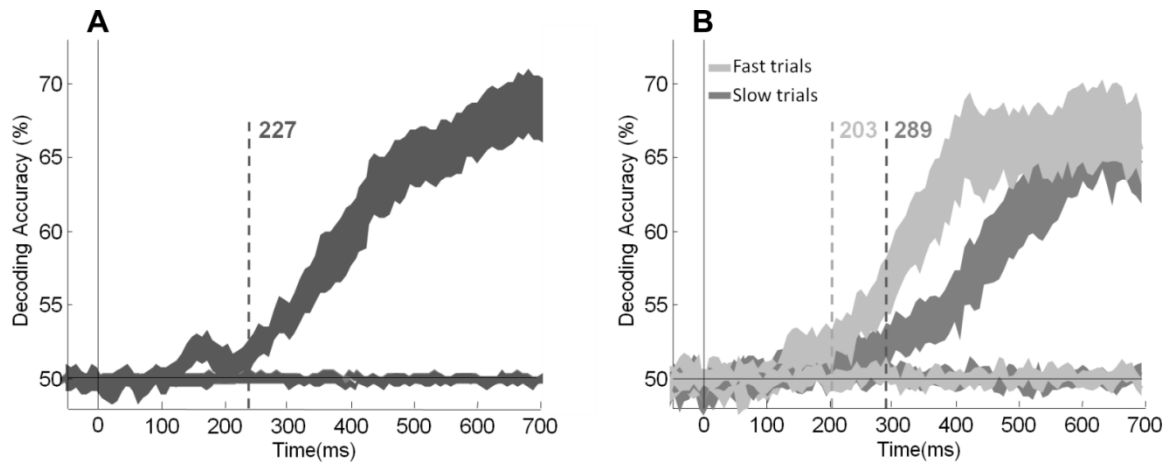 A
Decoding Accuracy (%)
70
65
60
55
50
227
0 100 200 300 400 500 600 700
Time(ms)
B
Decoding Accuracy (%)
70
65
60
55
50
Fast trials
Slow trials
203 289
0 100 200 300 400 500 600 700
Time(ms)